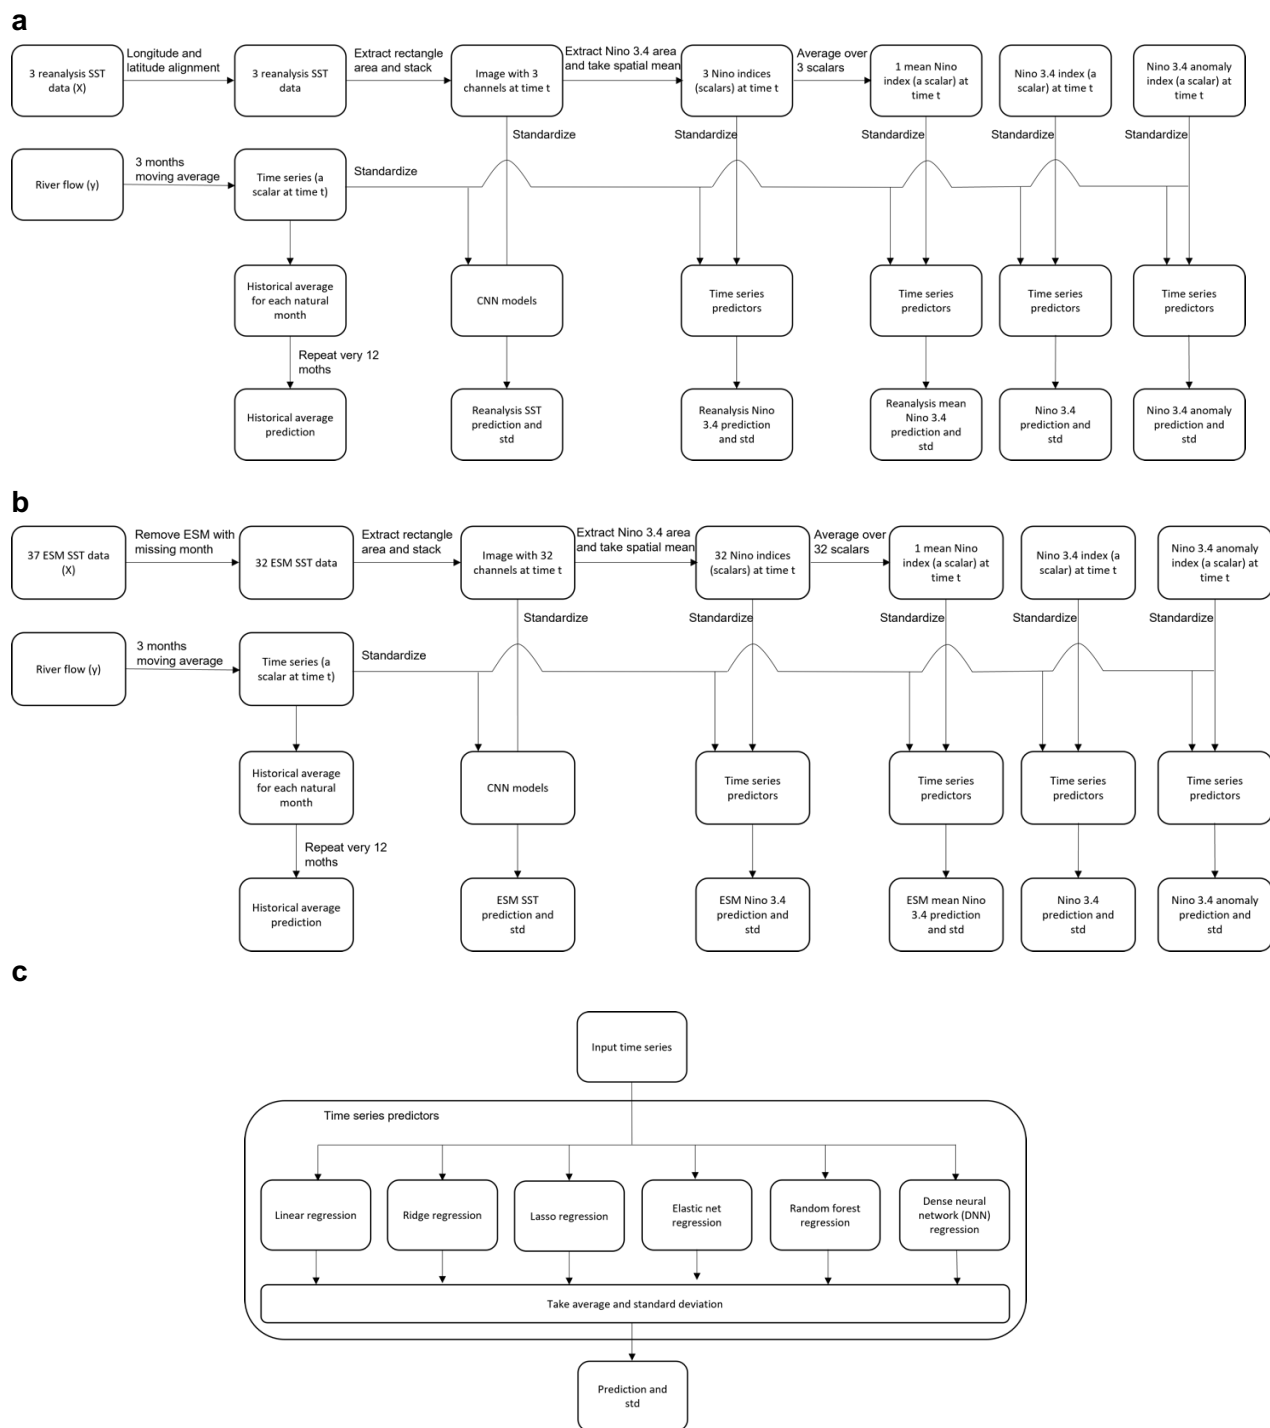 a
3 reanalysis SST
data (X)
Longitude and
latitude alignment
3 reanalysis SST
data
Extract rectangle
area and stack
Image with 3
channels at time t
Extract Nino 3.4 area
and take spatial mean
3 Nino indices
(scalars) at time t
Average over
3 scalars
1 mean Nino
index (a scalar) at
time t
Nino 3.4 index (a
scalar) at time t
Nino 3.4 anomaly
index (a scalar) at
time t
Standardize
Standardize
Standardize
Standardize
Standardize
River flow (y)
3 months
moving average
Time series (a
scalar at time t)
Standardize
Historical average
for each natural
month
CNN models
Time series
predictors
Time series
predictors
Time series
predictors
Time series
predictors
Repeat very 12
moths
Historical average
prediction
Reanalysis SST
prediction and std
Reanalysis Nino
3.4 prediction and
std
Reanalysis mean
Nino 3.4
prediction and
std
Nino 3.4
prediction and
std
Nino 3.4 anomaly
prediction and
std
b
37 ESM SST data
(X)
Remove ESM with
missing month
32 ESM SST data
Extract rectangle
area and stack
Image with 32
channels at time t
Extract Nino 3.4 area
and take spatial mean
32 Nino indices
(scalars) at time t
Average over
32 scalars
1 mean Nino
index (a scalar) at
time t
Nino 3.4 index (a
scalar) at time t
Nino 3.4 anomaly
index (a scalar) at
time t
Standardize
Standardize
Standardize
Standardize
Standardize
River flow (y)
3 months
moving average
Time series (a
scalar at time t)
Standardize
Historical average
for each natural
month
CNN models
Time series
predictors
Time series
predictors
Time series
predictors
Time series
predictors
Repeat very 12
moths
Historical average
prediction
ESM SST
prediction and
std
ESM Nino 3.4
prediction and std
ESM mean Nino
3.4 prediction
and std
Nino 3.4
prediction and
std
Nino 3.4 anomaly
prediction and
std
c
Input time series
Time series predictors
Linear regression
Ridge regression
Lasso regression
Elastic net
regression
Random forest
regression
Dense neural
network (DNN)
regression
Take average and standard deviation
Prediction and
std